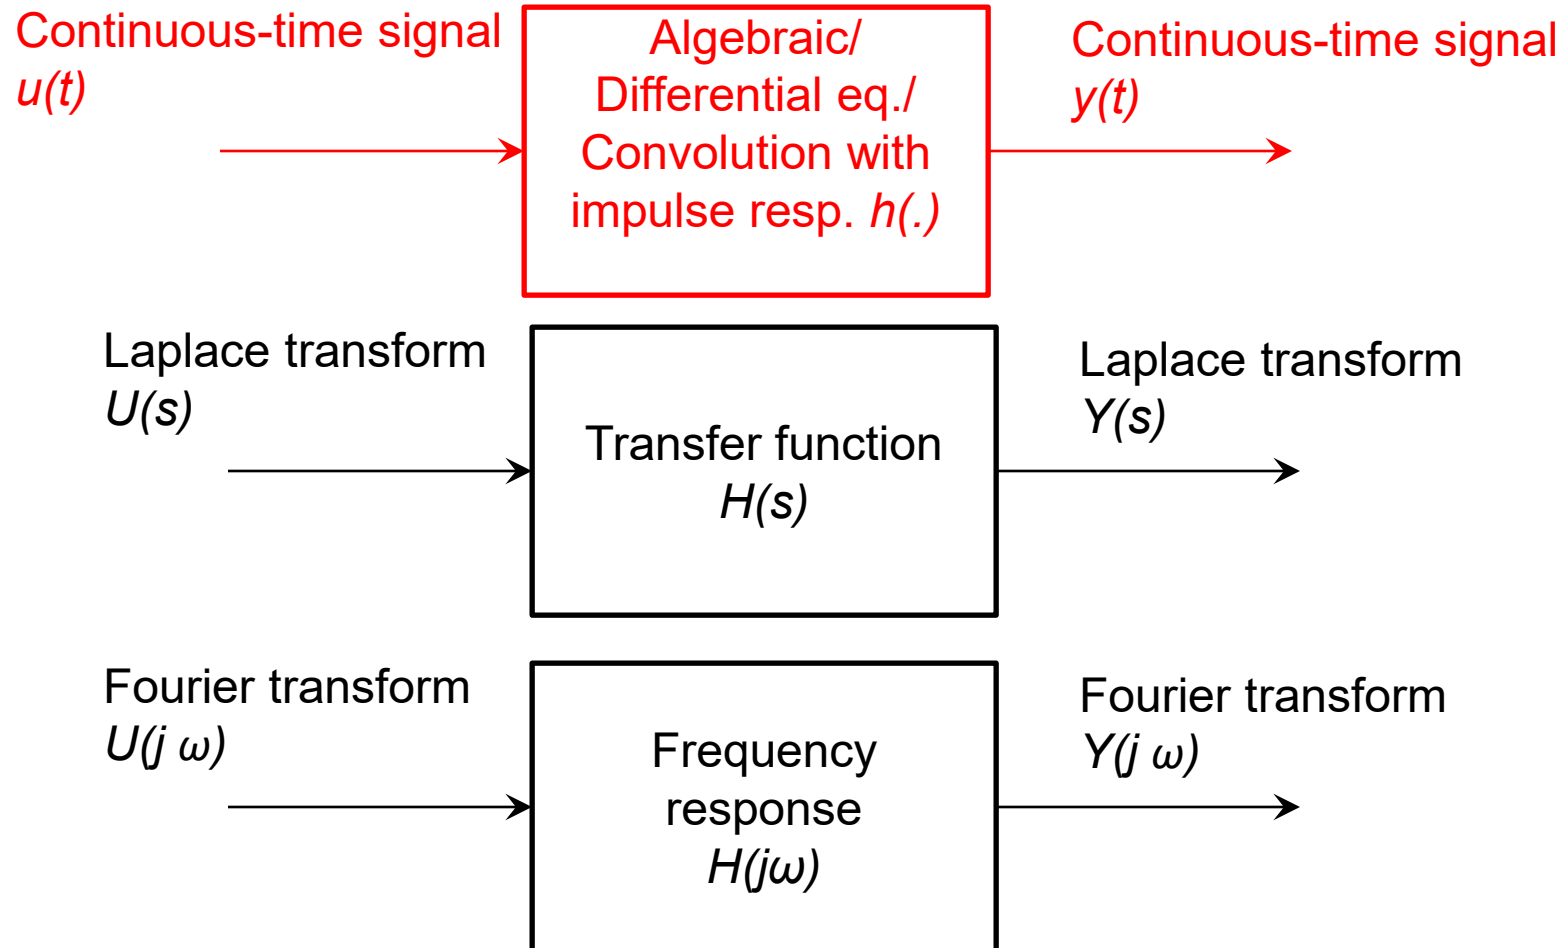 Continuous-time signal
u(t)
Algebraic/
Differential eq./
Convolution with
impulse resp. h(.)
Continuous-time signal
y(t)
Laplace transform
U(s)
Transfer function
H(s)
Laplace transform
Y(s)
Fourier transform
U(j ω)
Frequency
response
H(jω)
Fourier transform
Y(j ω)